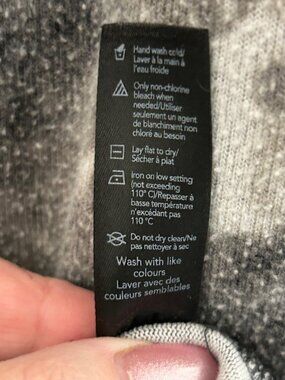 Hand wash cold/
Laver à la main à
l'eau froide
Only non-chlorine
bleach when
needed/Utiliser
seulement un agent
de blanchiment non
chloré au besoin
Lay flat to dry/
Sécher à plat
Iron on low setting
(not exceeding
110° C)/Repasser à
basse température
n'excédant pas
110 °C
Do not dry clean/Ne
pas nettoyer à sec
Wash with like
colours
Laver avec des
couleurs semblables